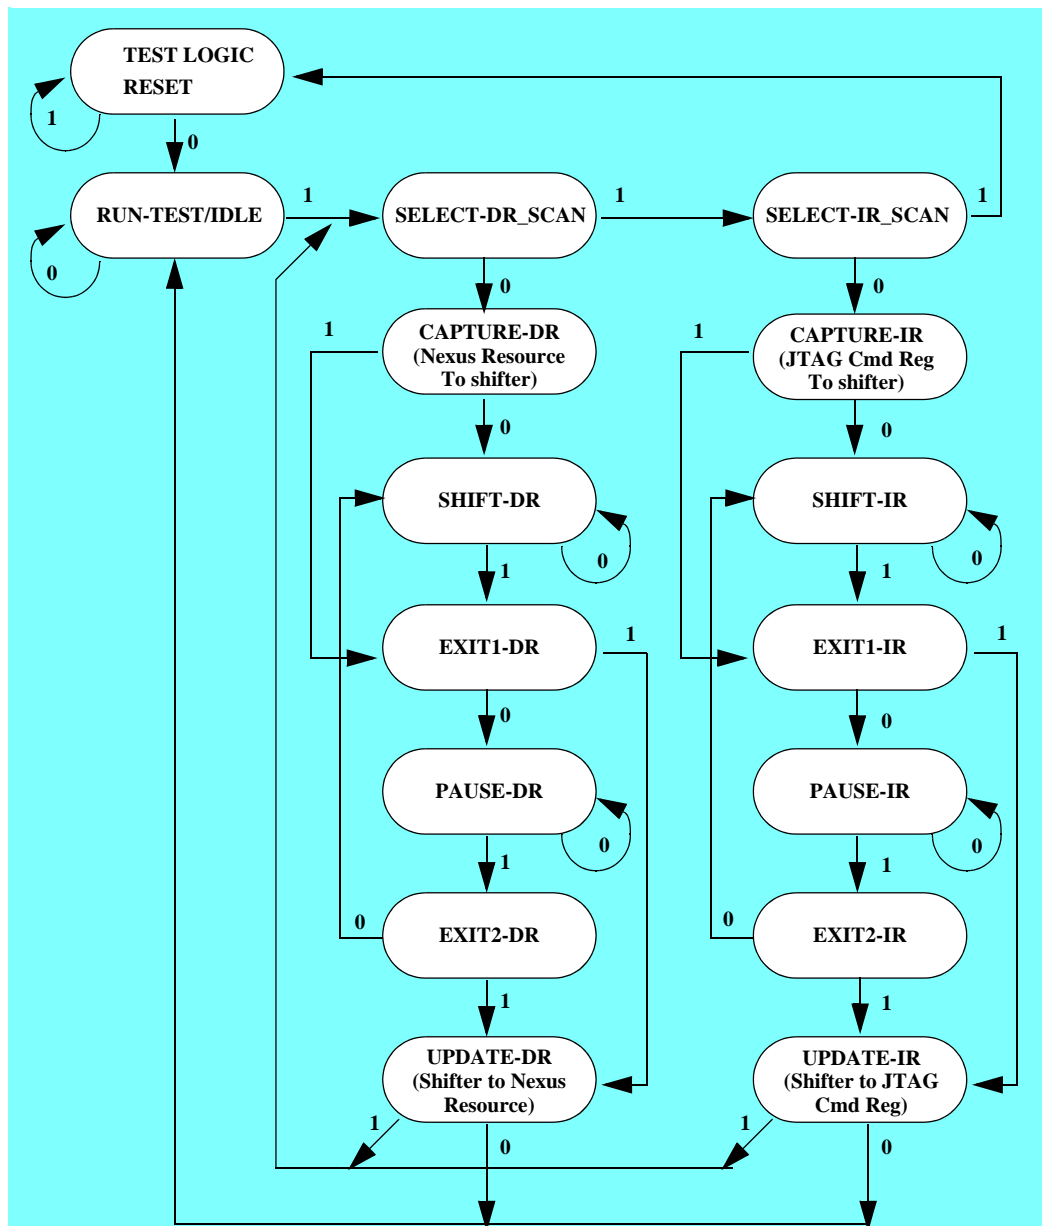 TEST LOGIC
RESET
1
0
RUN-TEST/IDLE
1
SELECT-DR_SCAN
1
SELECT-IR_SCAN
1
0
0
0
1
CAPTURE-DR
(Nexus Resource
To shifter)
1
CAPTURE-IR
(JTAG Cmd Reg
To shifter)
0
0
SHIFT-DR
0
SHIFT-IR
0
1
1
EXIT1-DR
1
EXIT1-IR
1
0
0
PAUSE-DR
0
PAUSE-IR
0
1
1
0
EXIT2-DR
0
EXIT2-IR
1
1
UPDATE-DR
(Shifter to Nexus
Resource)
UPDATE-IR
(Shifter to JTAG
Cmd Reg)
1
0
1
0